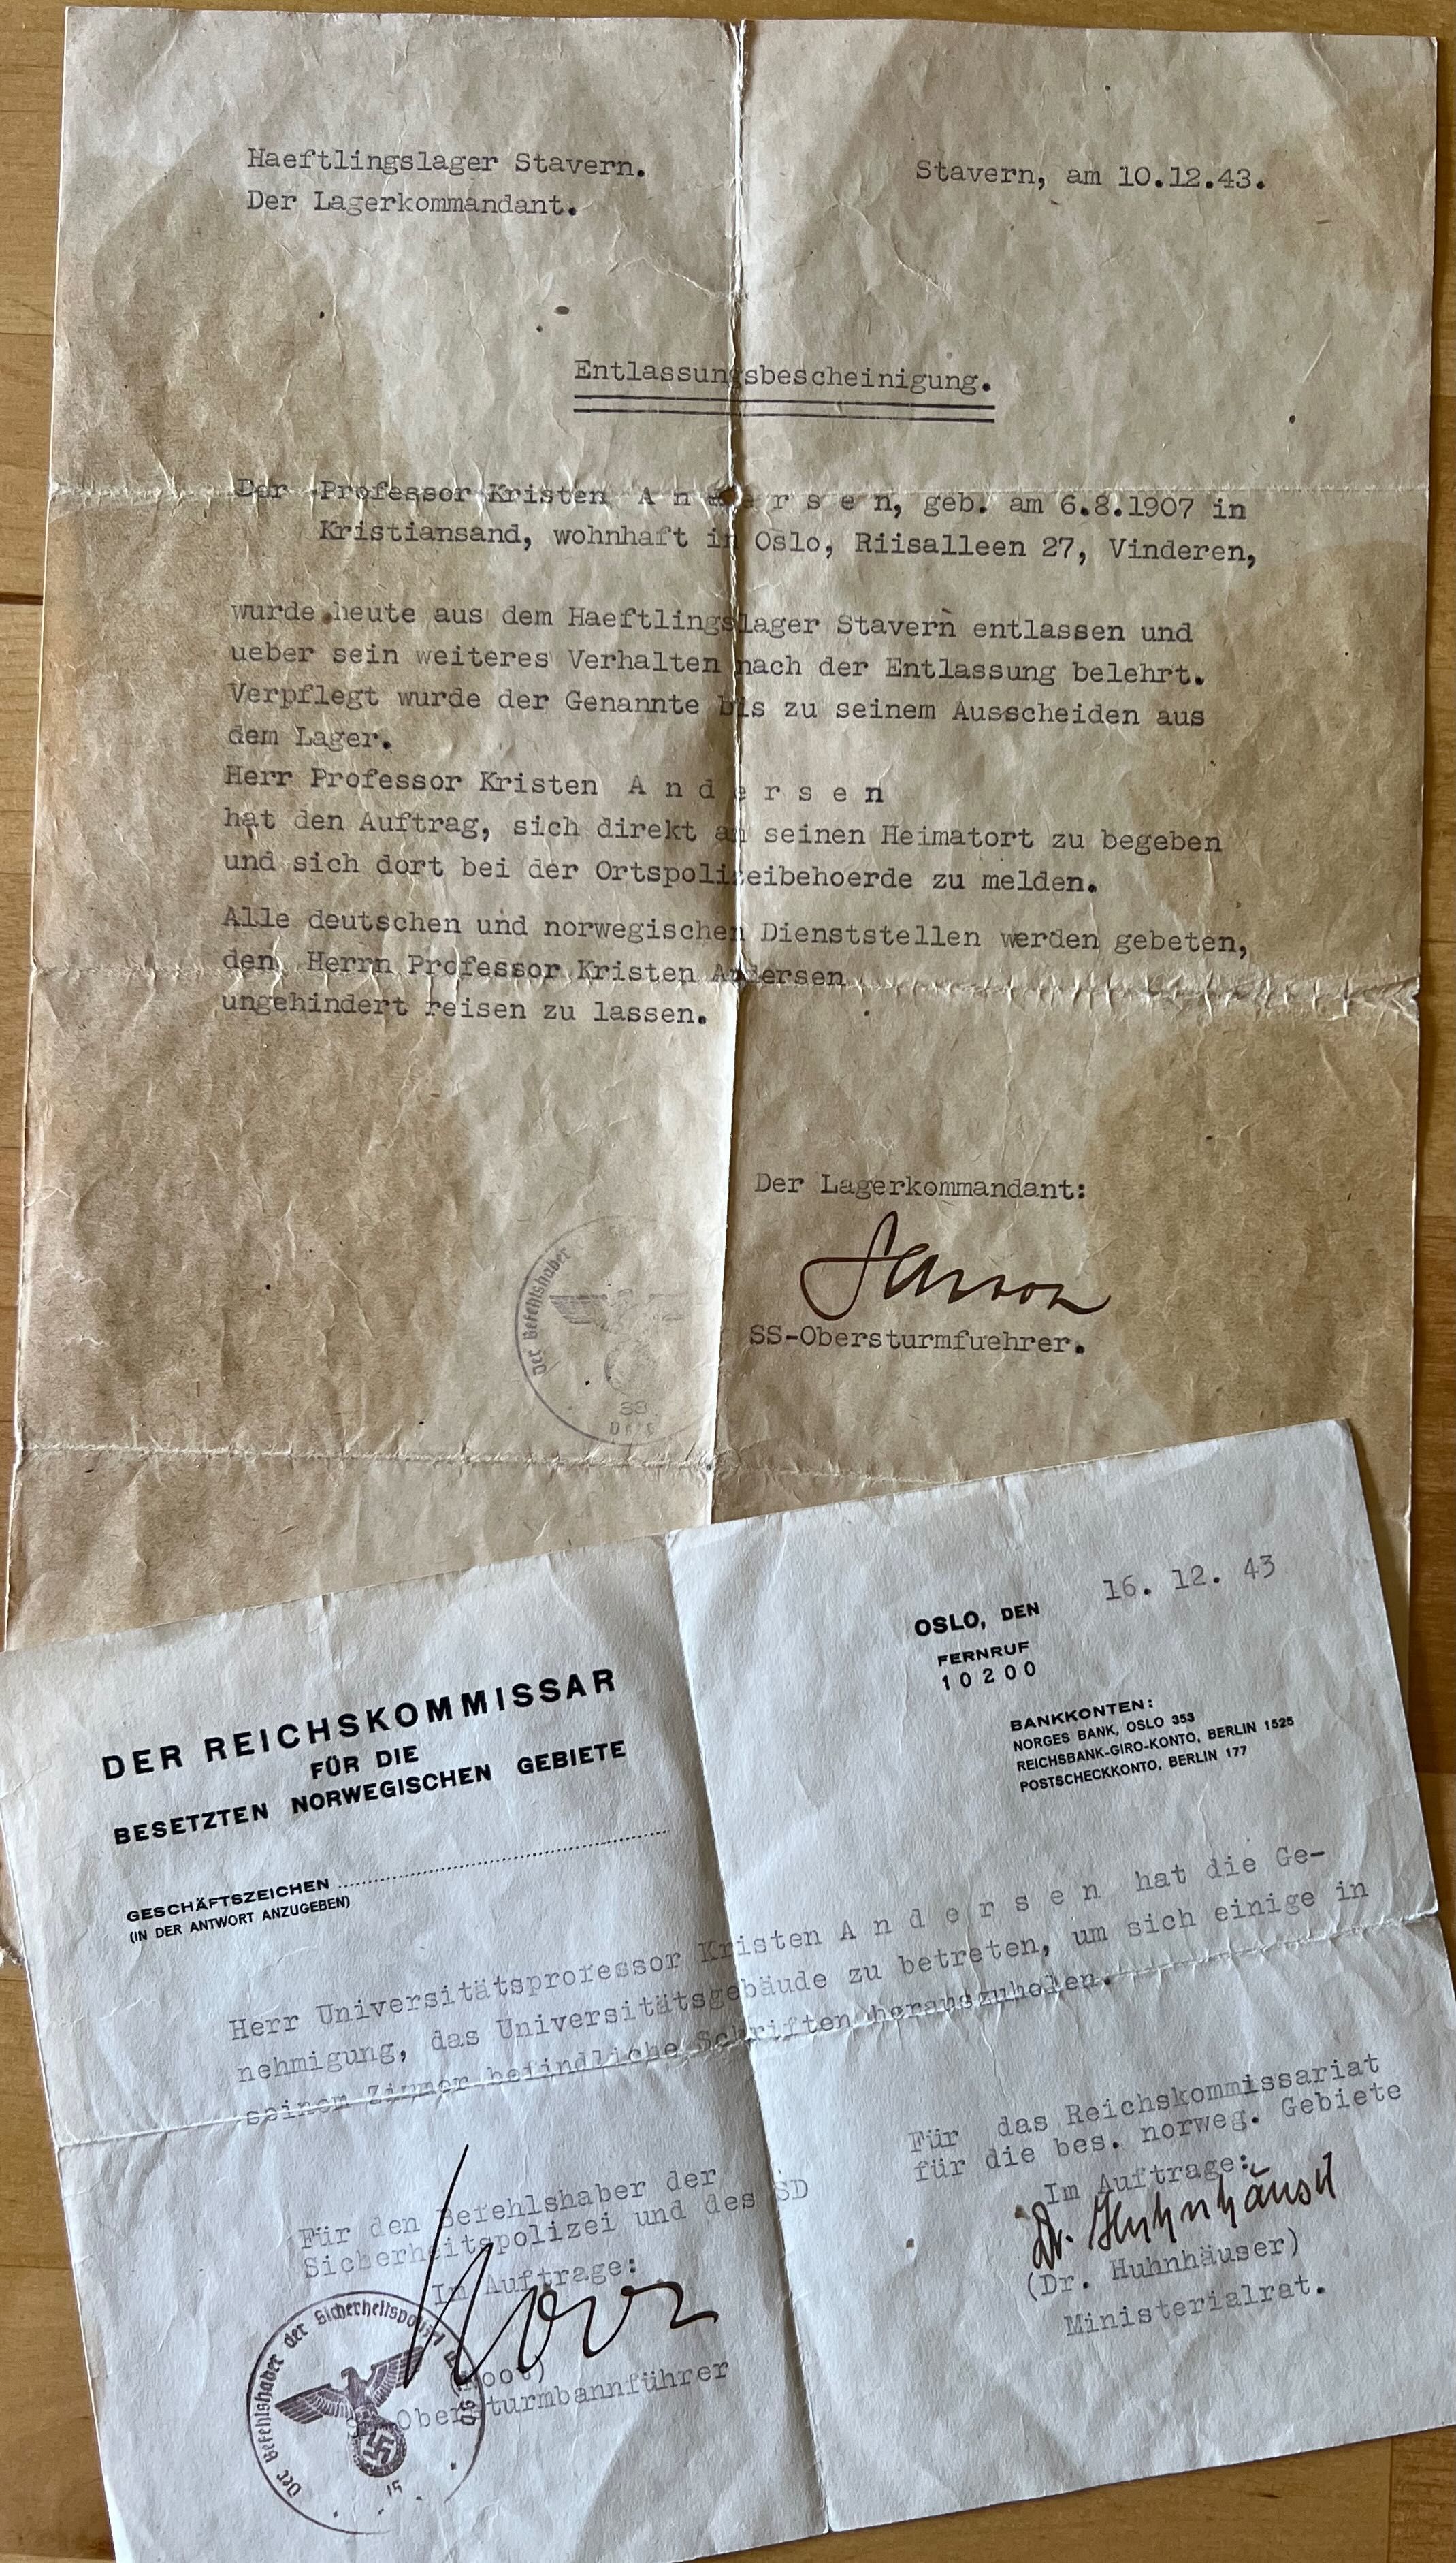 Haeftlingslager Stavern.
Der Lagerkommandant.
Stavern, am 10.12.43.
Entlassungsbescheinigung.
Der Professor Kristen A n d e r s e n, geb. am 6.8.1907 in
Kristiansand, wohnhaft in Oslo, Riisalleen 27, Vinderen,
wurde heute aus dem Haeftlingslager Stavern entlassen und
ueber sein weiteres Verhalten nach der Entlassung belehrt.
Verpflegt wurde der Genannte bis zu seinem Ausscheiden aus
dem Lager.
Herr Professor Kristen A n d e r s e n
hat den Auftrag, sich direkt an seinen Heimatort zu begeben
und sich dort bei der Ortspolizeibehoerde zu melden.
Alle deutschen und norwegischen Dienststellen werden gebeten,
den Herrn Professor Kristen Andersen
ungehindert reisen zu lassen.
Der Lagerkommandant:
SS-Obersturmfuehrer.
Der Befehlshaber
OSLO, DEN 16. 12. 43
FERNRUF
10200
BANKKONTEN:
NORGES BANK, OSLO 353
REICHSBANK-GIRO-KONTO, BERLIN 1525
POSTSCHECKKONTO, BERLIN 177
DER REICHSKOMMISSAR
FÜR DIE
BESETZTEN NORWEGISCHEN GEBIETE
GESCHÄFTSZEICHEN
(IN DER ANTWORT ANZUGEBEN)
Herr Universitätsprofessor Kristen A n d e r s e n hat die Ge-
nehmigung, das Universitätsgebäude zu betreten, um sich einige in
seinem Zimmer befindliche Schriften herauszuholen.
Für den Befehlshaber der
Sicherheitspolizei und des SD
Im Auftrage:
SS-Obersturmbannführer
Der Befehlshaber der Sicherheitspolizei
SD
15
Für das Reichskommissariat
für die bes. norweg. Gebiete
Im Auftrage:
Dr. Huhnhäuser
(Dr. Huhnhäuser)
Ministerialrat.